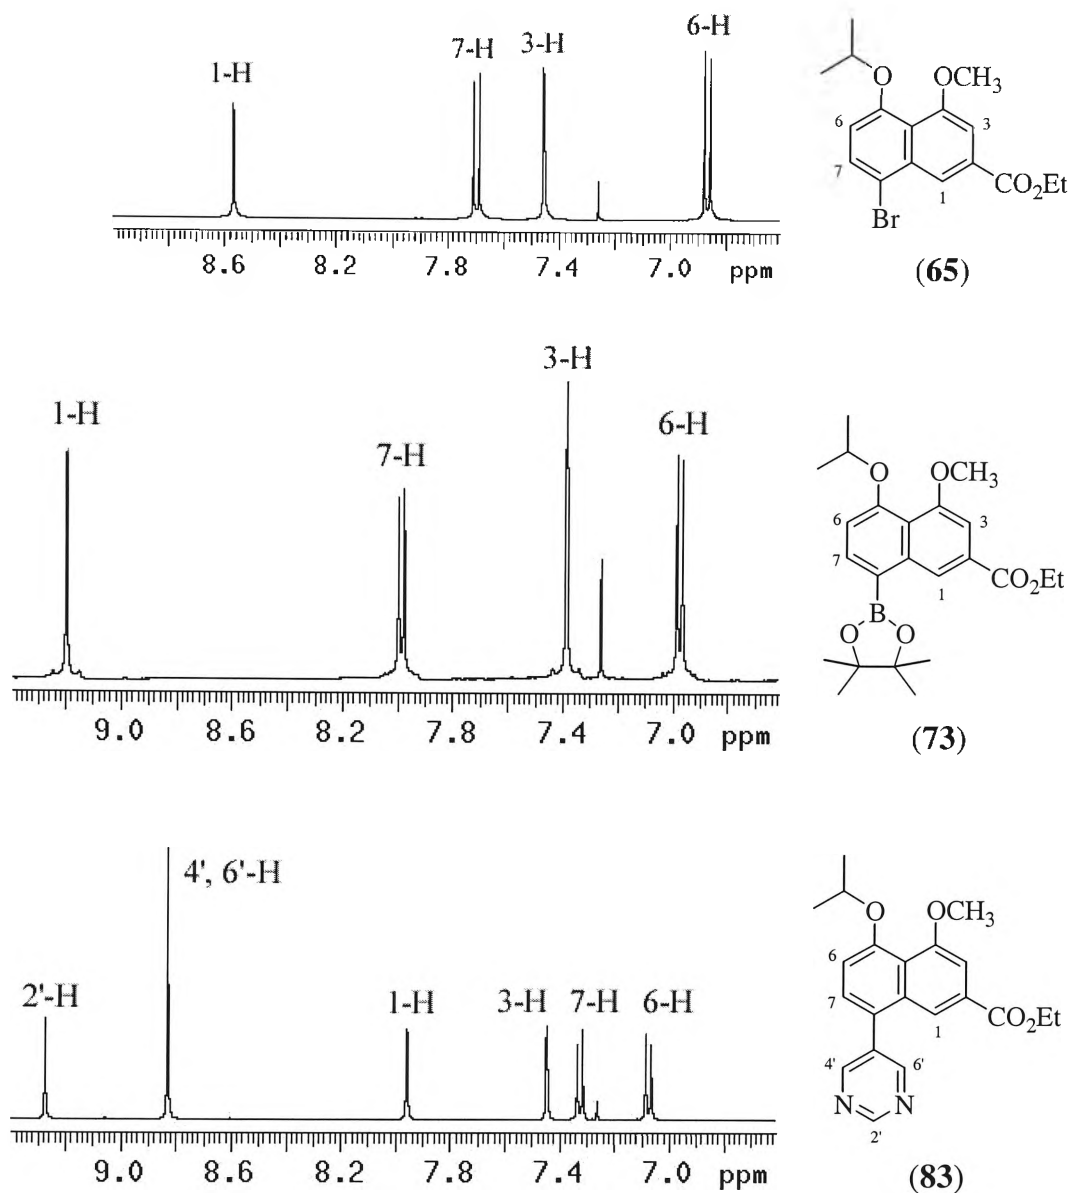 1-H 7-H 3-H 6-H
8.6 8.2 7.8 7.4 7.0 ppm
O OCH3
6 3
7 1 CO2Et
Br
(65)
1-H 7-H 3-H 6-H
9.0 8.6 8.2 7.8 7.4 7.0 ppm
O OCH3
6 3
7 1 CO2Et
B
O O
(73)
2'-H 4', 6'-H 1-H 3-H 7-H 6-H
9.0 8.6 8.2 7.8 7.4 7.0 ppm
O OCH3
6 3
7 1 CO2Et
4' 6'
N N
2'
(83)